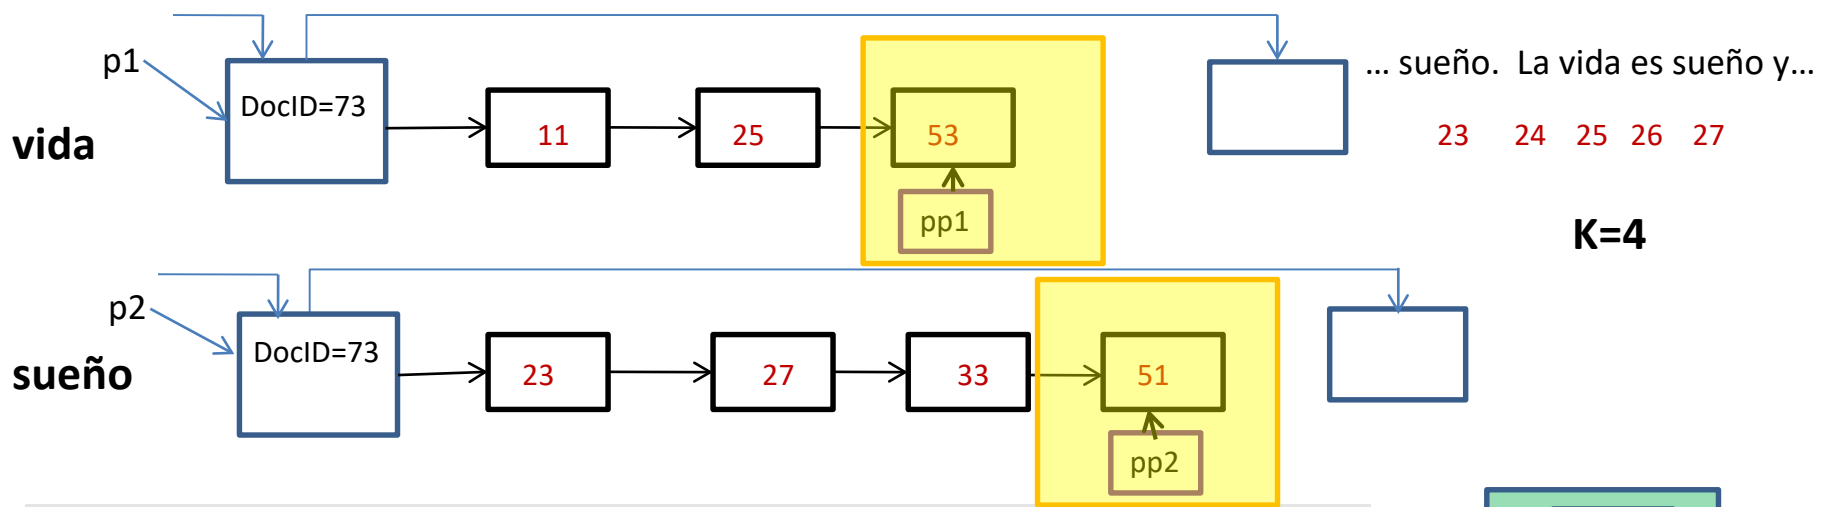 p1
DocID=73
vida
11
25
53
pp1
… sueño. La vida es sueño y…
23 24 25 26 27
K=4
p2
DocID=73
sueño
23
27
33
51
pp2